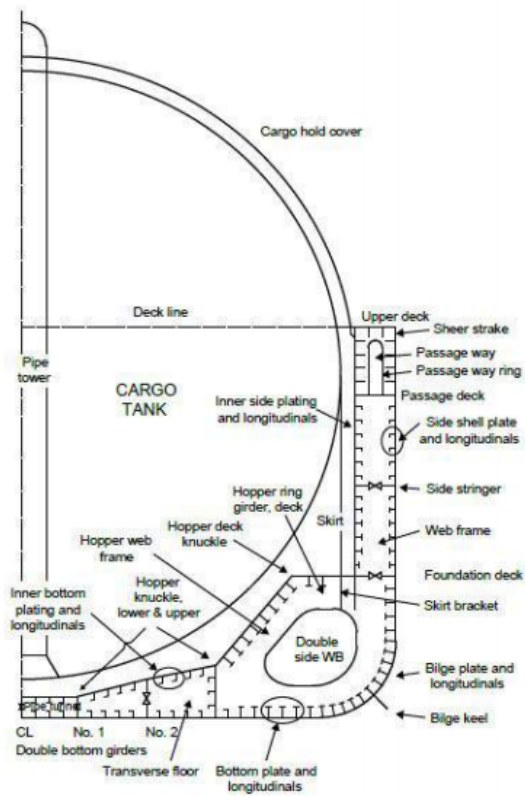 Cargo hold cover
Deck line
Upper deck
Sheer strake
Pipe
tower
Passage way
Passage way ring
CARGO
TANK
Inner side plating
and longitudinals
Passage deck
Side shell plate
and longitudinals
Hopper ring
girder, deck
Side stringer
Hopper deck
knuckle
Skirt
Hopper web
frame
Web frame
Hopper
knuckle,
lower & upper
Foundation deck
Inner bottom
plating and
longitudinals
Skirt bracket
Double
side WB
Bilge plate and
longitudinals
Pipe tunnel
Bilge keel
CL No. 1 No. 2
Double bottom girders
Transverse floor
Bottom plate and
longitudinals